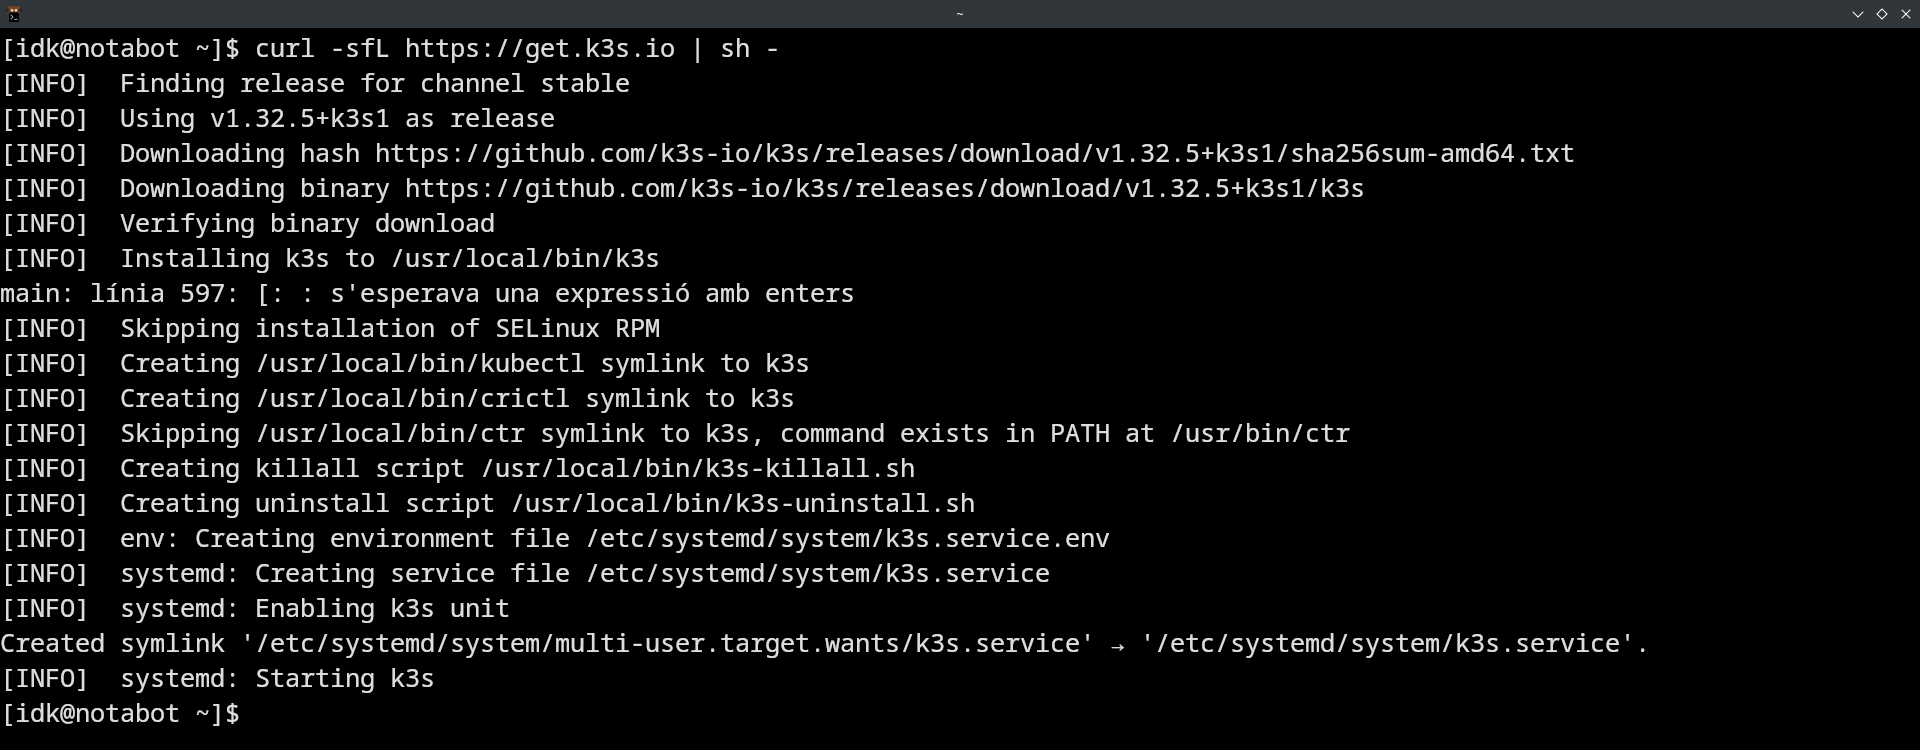 ~
[idk@notabot ~]$ curl -sfL https://get.k3s.io | sh -
[INFO]  Finding release for channel stable
[INFO]  Using v1.32.5+k3s1 as release
[INFO]  Downloading hash https://github.com/k3s-io/k3s/releases/download/v1.32.5+k3s1/sha256sum-amd64.txt
[INFO]  Downloading binary https://github.com/k3s-io/k3s/releases/download/v1.32.5+k3s1/k3s
[INFO]  Verifying binary download
[INFO]  Installing k3s to /usr/local/bin/k3s
main: línia 597: [: : s'esperava una expressió amb enters
[INFO]  Skipping installation of SELinux RPM
[INFO]  Creating /usr/local/bin/kubectl symlink to k3s
[INFO]  Creating /usr/local/bin/crictl symlink to k3s
[INFO]  Skipping /usr/local/bin/ctr symlink to k3s, command exists in PATH at /usr/bin/ctr
[INFO]  Creating killall script /usr/local/bin/k3s-killall.sh
[INFO]  Creating uninstall script /usr/local/bin/k3s-uninstall.sh
[INFO]  env: Creating environment file /etc/systemd/system/k3s.service.env
[INFO]  systemd: Creating service file /etc/systemd/system/k3s.service
[INFO]  systemd: Enabling k3s unit
Created symlink '/etc/systemd/system/multi-user.target.wants/k3s.service' → '/etc/systemd/system/k3s.service'.
[INFO]  systemd: Starting k3s
[idk@notabot ~]$